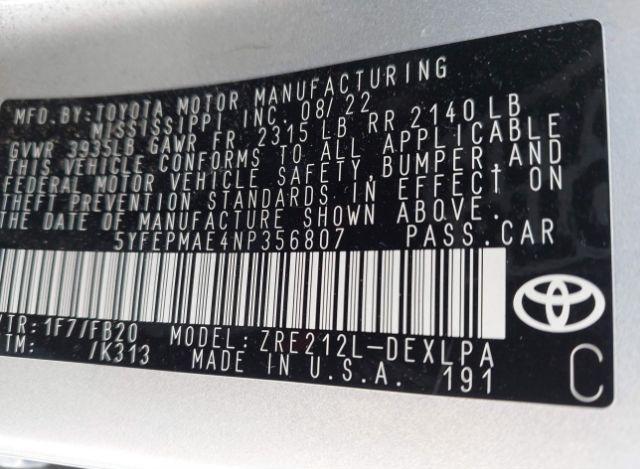 MFD. BY: TOYOTA MOTOR MANUFACTURING
MISSISSIPPI INC. 08/22
GVWR 3935LB GAWR FR 2315 LB RR 2140 LB
THIS VEHICLE CONFORMS TO ALL APPLICABLE
FEDERAL MOTOR VEHICLE SAFETY, BUMPER, AND
THEFT PREVENTION STANDARDS IN EFFECT ON
THE DATE OF MANUFACTURE SHOWN ABOVE.
5YFEPMAE4NP356807 PASS.CAR
/TR: 1F7/FB20 MODEL: ZRE212L-DEXLPA
TM: /K313 MADE IN U.S.A. 191
C